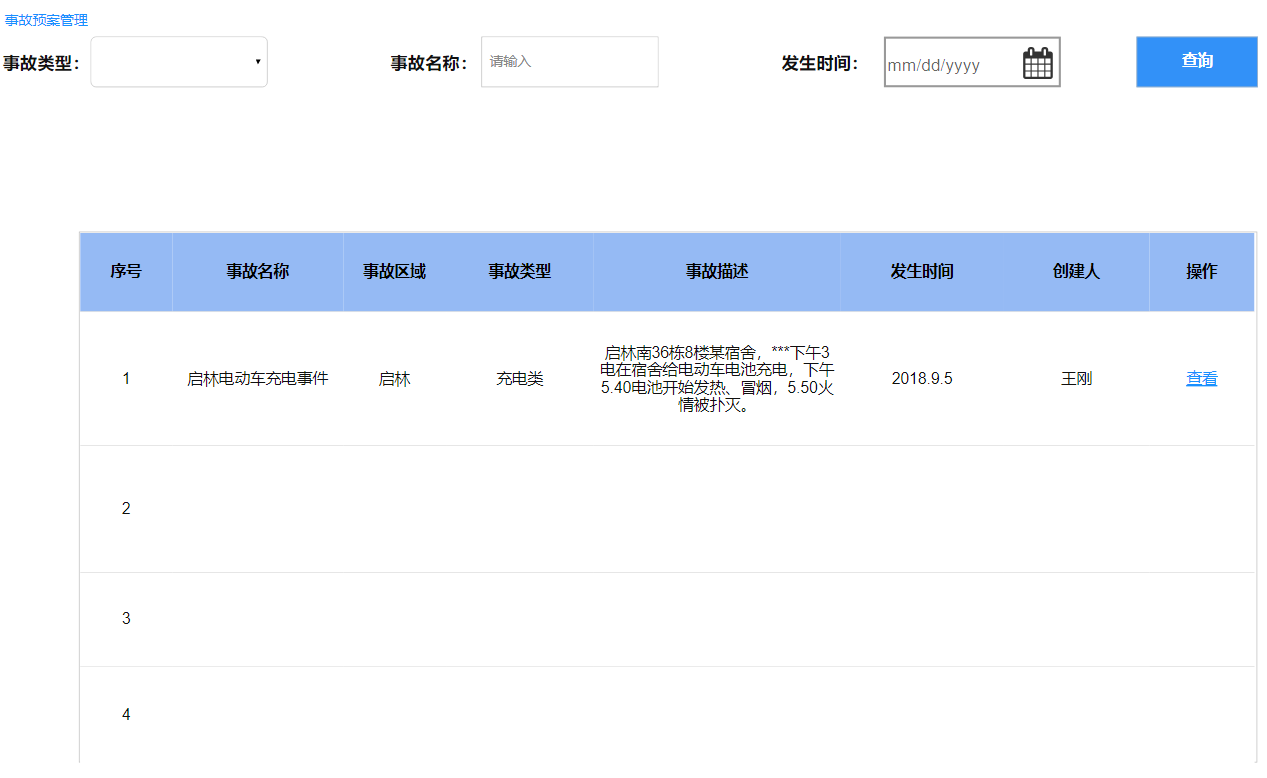 事故预案管理
事故类型： 事故名称： 请输入 发生时间： mm/dd/yyyy 查询
序号 事故名称 事故区域 事故类型 事故描述 发生时间 创建人 操作
1 启林电动车充电事件 启林 充电类 启林南36栋8楼某宿舍，***下午3 2018.9.5 王刚 查看
电在宿舍给电动车电池充电，下午
5.40电池开始发热、冒烟，5.50火
情被扑灭。
2
3
4